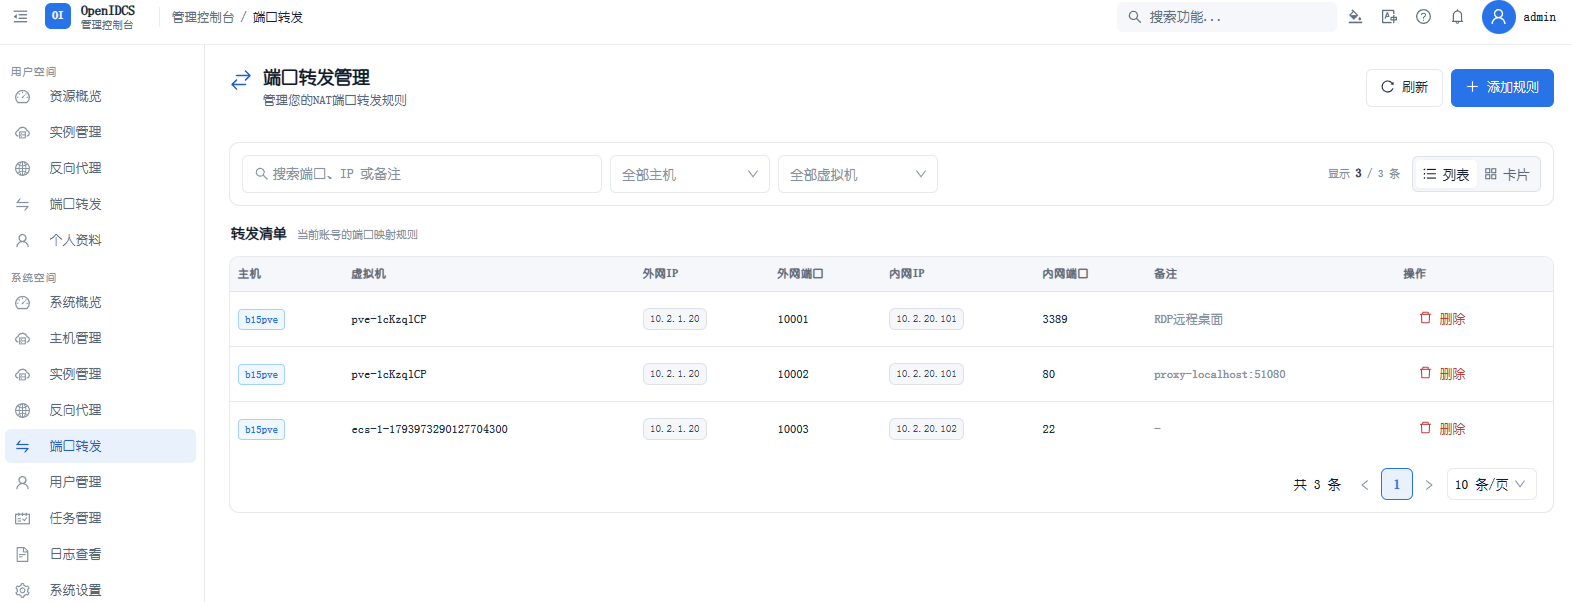 OI OpenIDCS
管理控制台
管理控制台 / 端口转发
搜索功能...
admin
用户空间
资源概览
实例管理
反向代理
端口转发
个人资料
系统空间
系统概览
主机管理
实例管理
反向代理
端口转发
用户管理
任务管理
日志查看
系统设置
端口转发管理
管理您的NAT端口转发规则
刷新
添加规则
搜索端口、IP 或备注
全部主机
全部虚拟机
显示 3 / 3 条
列表
卡片
转发清单 当前账号的端口映射规则
主机 虚拟机 外网IP 外网端口 内网IP 内网端口 备注 操作
b15pve pve-1cKzqlCP 10.2.1.20 10001 10.2.20.101 3389 RDP远程桌面 删除
b15pve pve-1cKzqlCP 10.2.1.20 10002 10.2.20.101 80 proxy-localhost:51080 删除
b15pve ecs-1-1793973290127704300 10.2.1.20 10003 10.2.20.102 22 - 删除
共 3 条 < 1 > 10 条/页